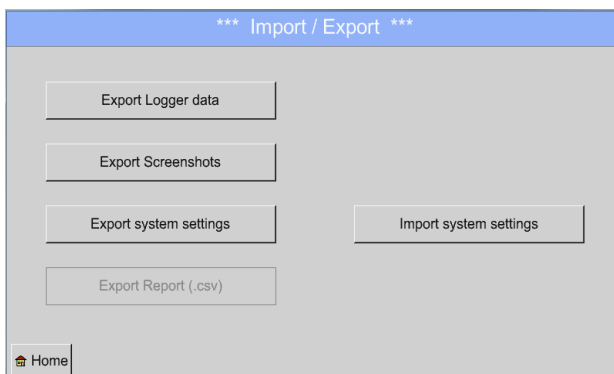 *** Import / Export ***
Export Logger data
Export Screenshots
Export system settings
Import system settings
Export Report (.csv)
Home